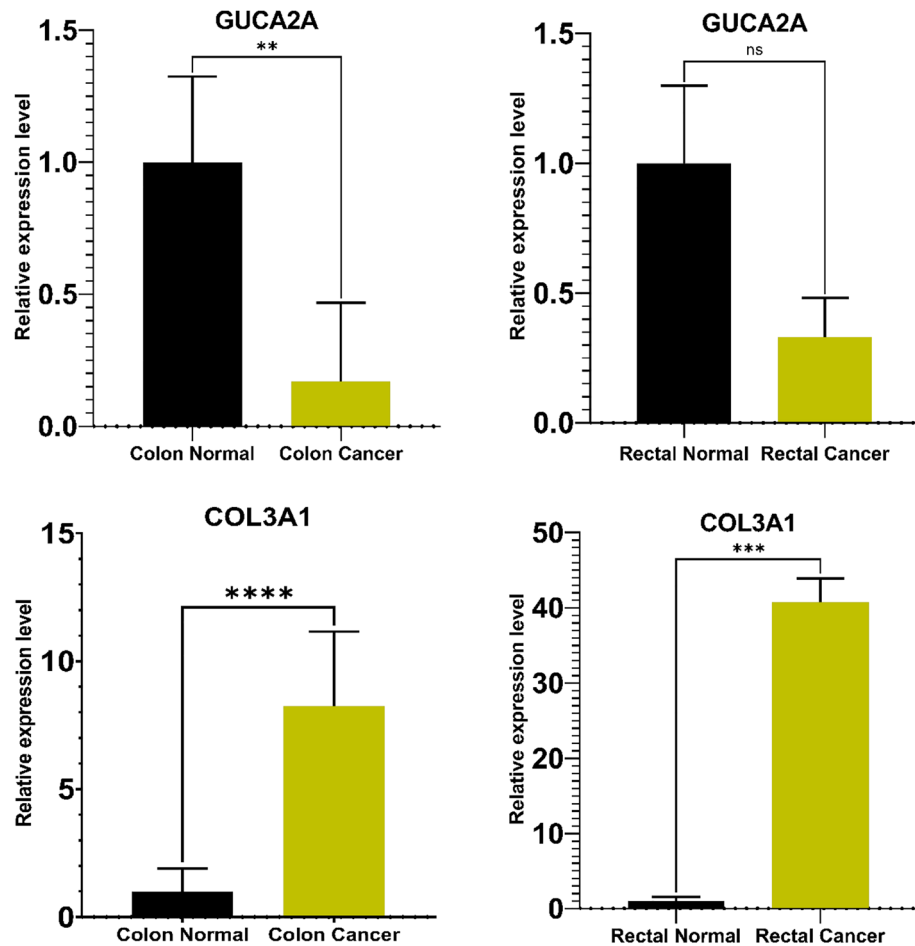 GUCA2A
**
1.5
1.0
0.5
0.0
Relative expression level
Colon Normal
Colon Cancer
GUCA2A
ns
1.5
1.0
0.5
0.0
Relative expression level
Rectal Normal
Rectal Cancer
COL3A1
****
15
10
5
0
Relative expression level
Colon Normal
Colon Cancer
COL3A1
***
50
40
30
20
10
0
Relative expression level
Rectal Normal
Rectal Cancer